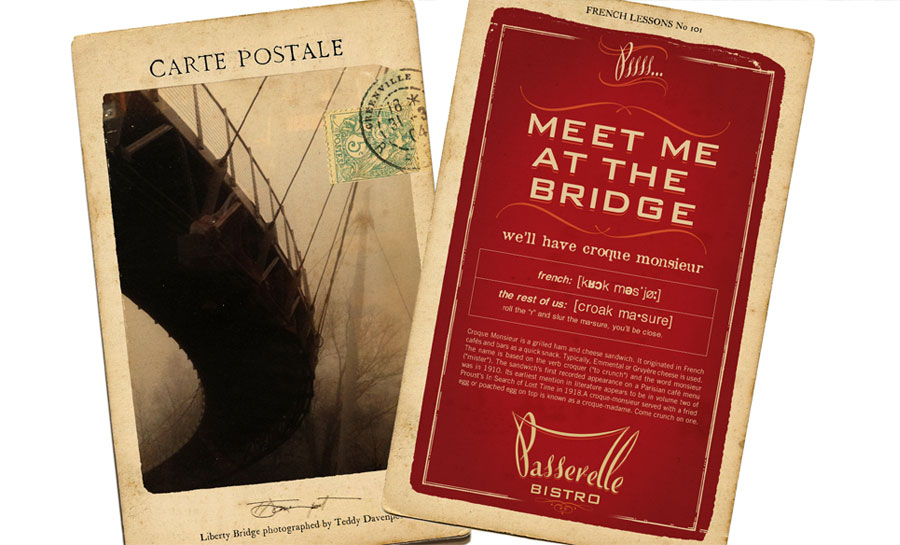 CARTE POSTALE
GREENVILLE
18
Liberty Bridge photographed by Teddy Davenpo
FRENCH LESSONS No 101
Psssss...
MEET ME
AT THE
BRIDGE
we'll have croque monsieur
french: [kʁɔk məs'jøː]
the rest of us: [croak ma•sure]
roll the "r" and slur the ma•sure, you'll be close.
Croque Monsieur is a grilled ham and cheese sandwich. It originated in French
cafés and bars as a quick snack. Typically, Emmental or Gruyère cheese is used.
The name is based on the verb croquer ("to crunch") and the word monsieur
("mister"). The sandwich's first recorded appearance on a Parisian café menu
was in 1910. Its earliest mention in literature appears to be in volume two of
Proust's In Search of Lost Time in 1918.A croque-monsieur served with a fried
egg or poached egg on top is known as a croque-madame. Come crunch on one.
Passerelle
BISTRO